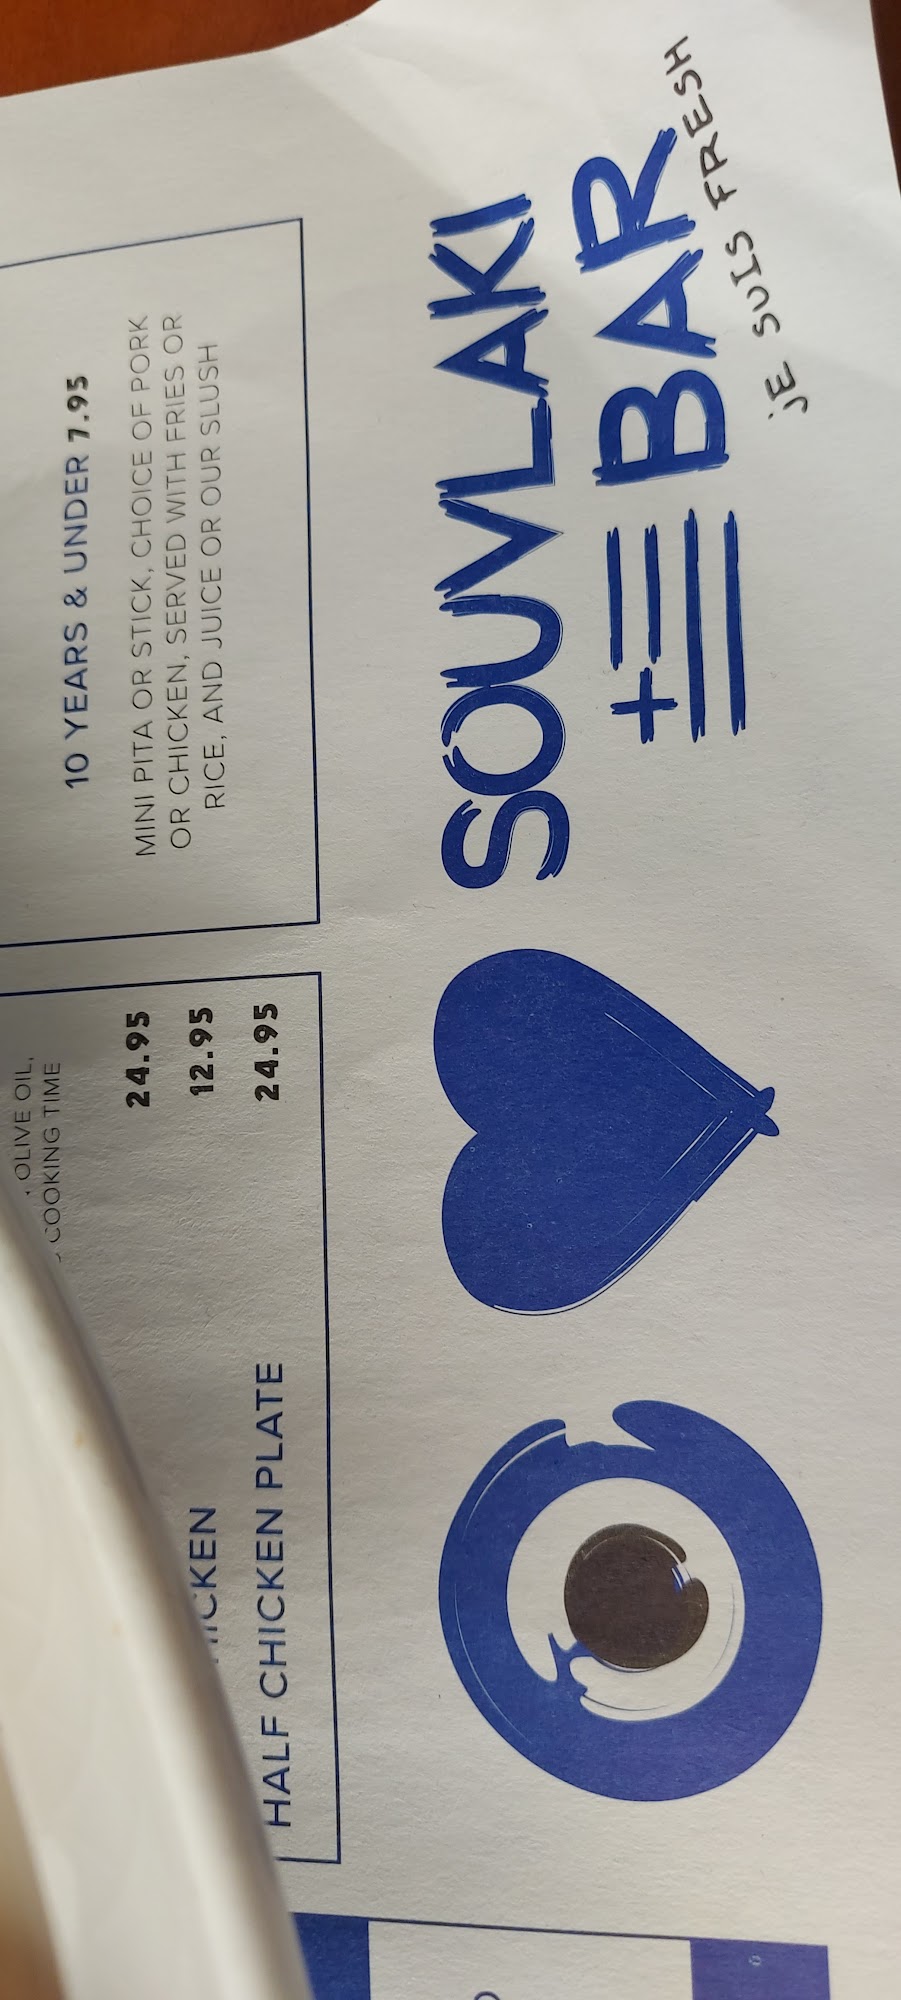 OLIVE OIL,
COOKING TIME
24.95
12.95
HALF CHICKEN PLATE 24.95
10 YEARS & UNDER 7.95
MINI PITA OR STICK, CHOICE OF PORK
OR CHICKEN, SERVED WITH FRIES OR
RICE, AND JUICE OR OUR SLUSH
SOUVLAKI
BAR
JE SUIS FRESH